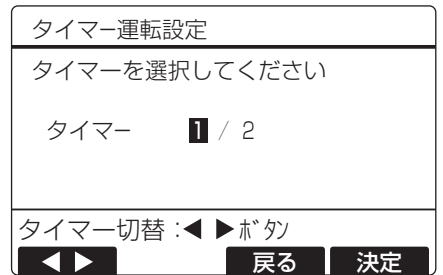 タイマー運転設定
タイマーを選択してください
タイマー 1 / 2
タイマー切替:◀ ▶ﾎﾞﾀﾝ
◀ ▶ 戻る 決定